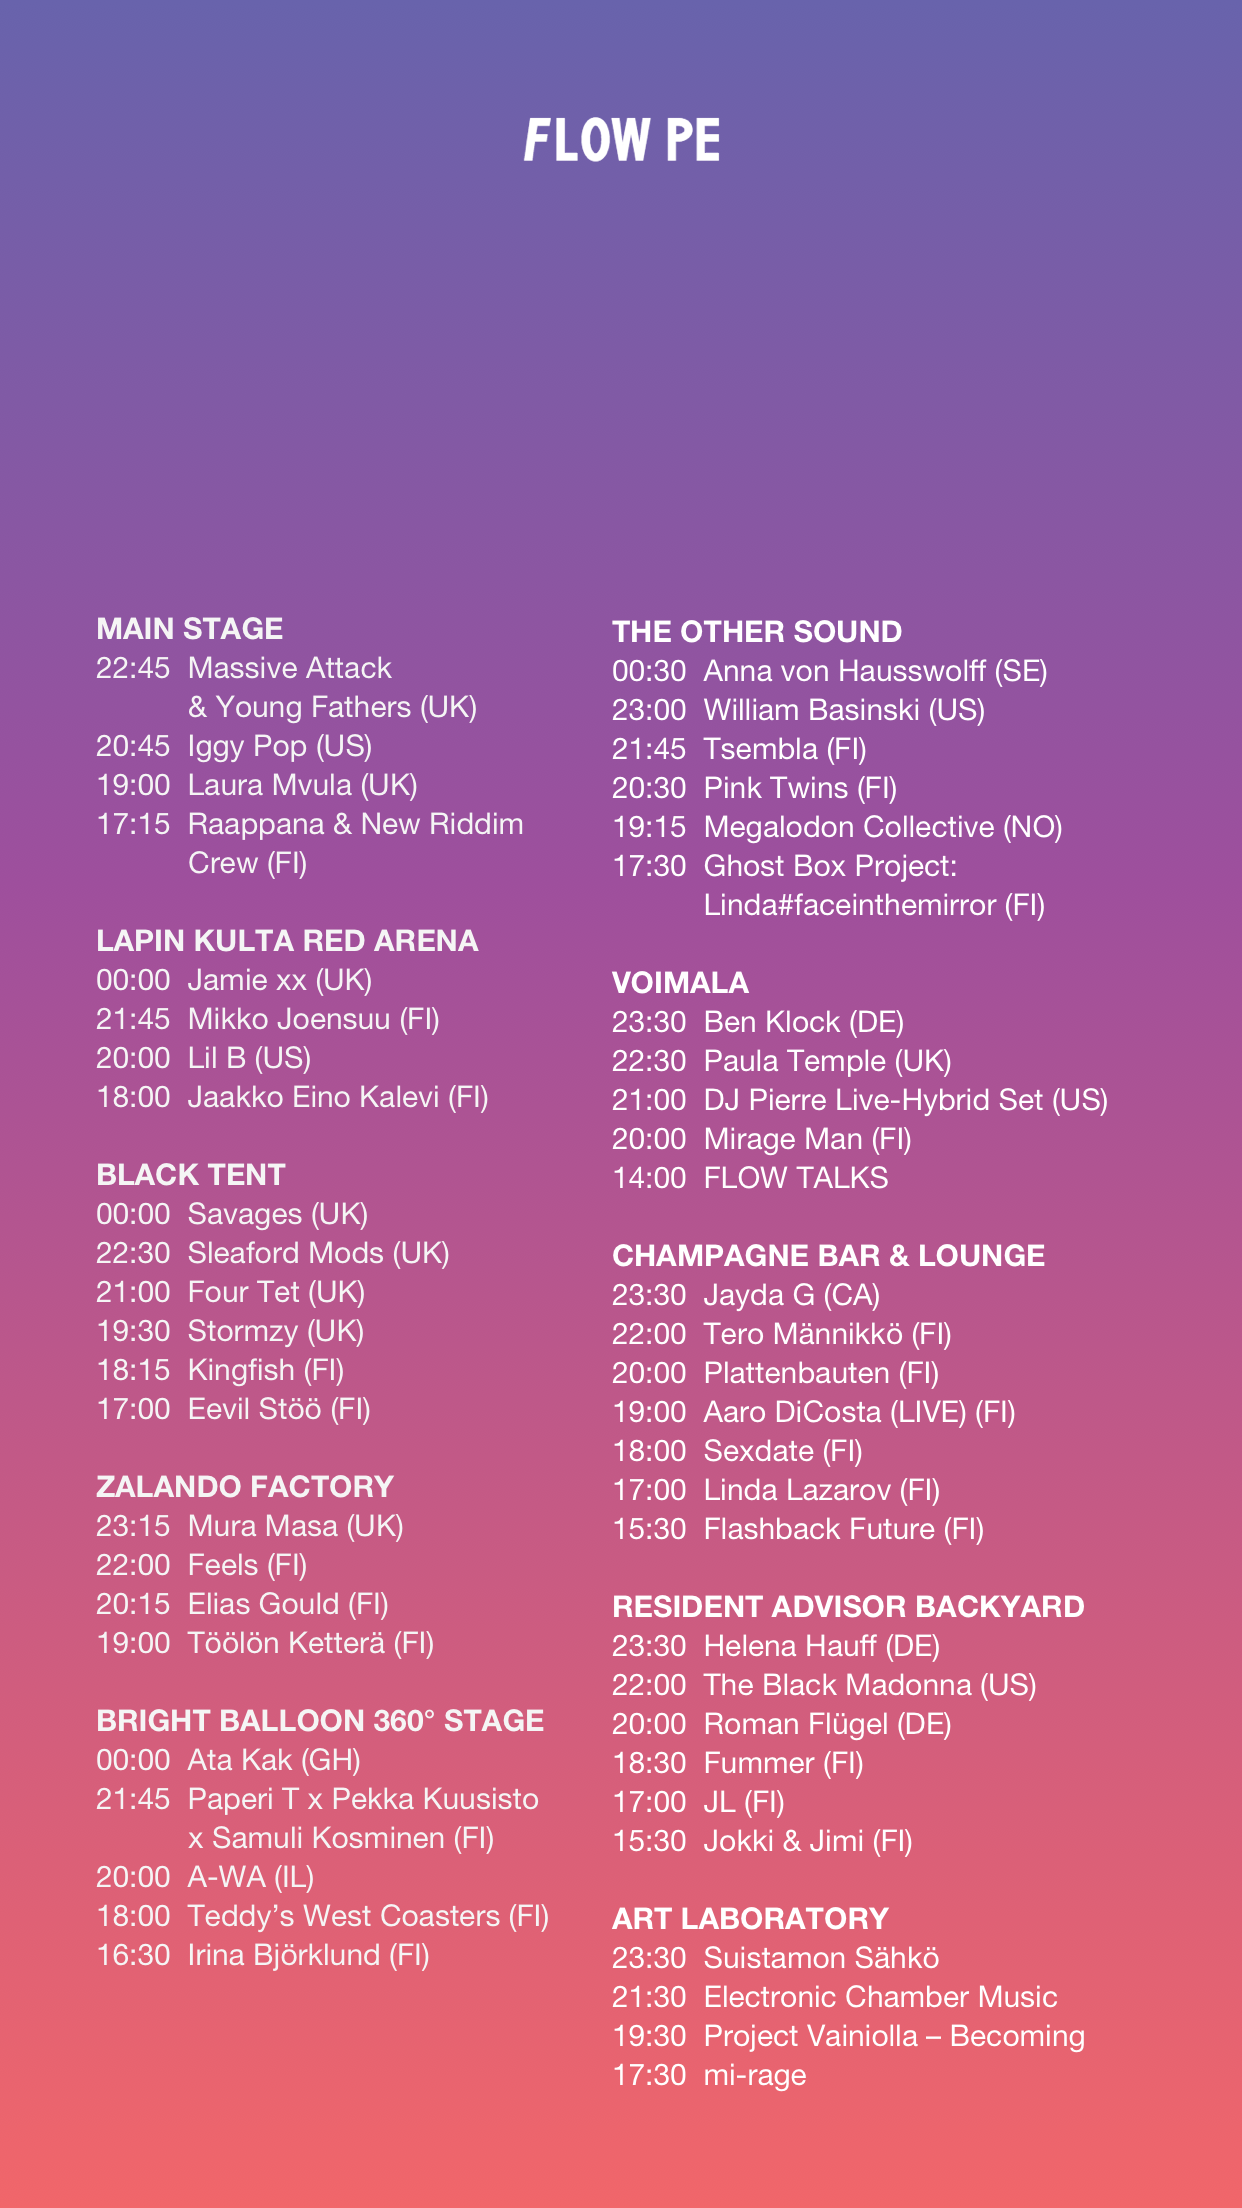 FLOW PE
MAIN STAGE
22:45 Massive Attack
& Young Fathers (UK)
20:45 Iggy Pop (US)
19:00 Laura Mvula (UK)
17:15 Raappana & New Riddim
Crew (FI)
LAPIN KULTA RED ARENA
00:00 Jamie xx (UK)
21:45 Mikko Joensuu (FI)
20:00 Lil B (US)
18:00 Jaakko Eino Kalevi (FI)
BLACK TENT
00:00 Savages (UK)
22:30 Sleaford Mods (UK)
21:00 Four Tet (UK)
19:30 Stormzy (UK)
18:15 Kingfish (FI)
17:00 Eevil Stöö (FI)
ZALANDO FACTORY
23:15 Mura Masa (UK)
22:00 Feels (FI)
20:15 Elias Gould (FI)
19:00 Töölön Ketterä (FI)
BRIGHT BALLOON 360° STAGE
00:00 Ata Kak (GH)
21:45 Paperi T x Pekka Kuusisto
x Samuli Kosminen (FI)
20:00 A-WA (IL)
18:00 Teddy’s West Coasters (FI)
16:30 Irina Björklund (FI)
THE OTHER SOUND
00:30 Anna von Hausswolff (SE)
23:00 William Basinski (US)
21:45 Tsembla (FI)
20:30 Pink Twins (FI)
19:15 Megalodon Collective (NO)
17:30 Ghost Box Project:
Linda#faceinthemirror (FI)
VOIMALA
23:30 Ben Klock (DE)
22:30 Paula Temple (UK)
21:00 DJ Pierre Live-Hybrid Set (US)
20:00 Mirage Man (FI)
14:00 FLOW TALKS
CHAMPAGNE BAR & LOUNGE
23:30 Jayda G (CA)
22:00 Tero Männikkö (FI)
20:00 Plattenbauten (FI)
19:00 Aaro DiCosta (LIVE) (FI)
18:00 Sexdate (FI)
17:00 Linda Lazarov (FI)
15:30 Flashback Future (FI)
RESIDENT ADVISOR BACKYARD
23:30 Helena Hauff (DE)
22:00 The Black Madonna (US)
20:00 Roman Flügel (DE)
18:30 Fummer (FI)
17:00 JL (FI)
15:30 Jokki & Jimi (FI)
ART LABORATORY
23:30 Suistamon Sähkö
21:30 Electronic Chamber Music
19:30 Project Vainiolla – Becoming
17:30 mi-rage